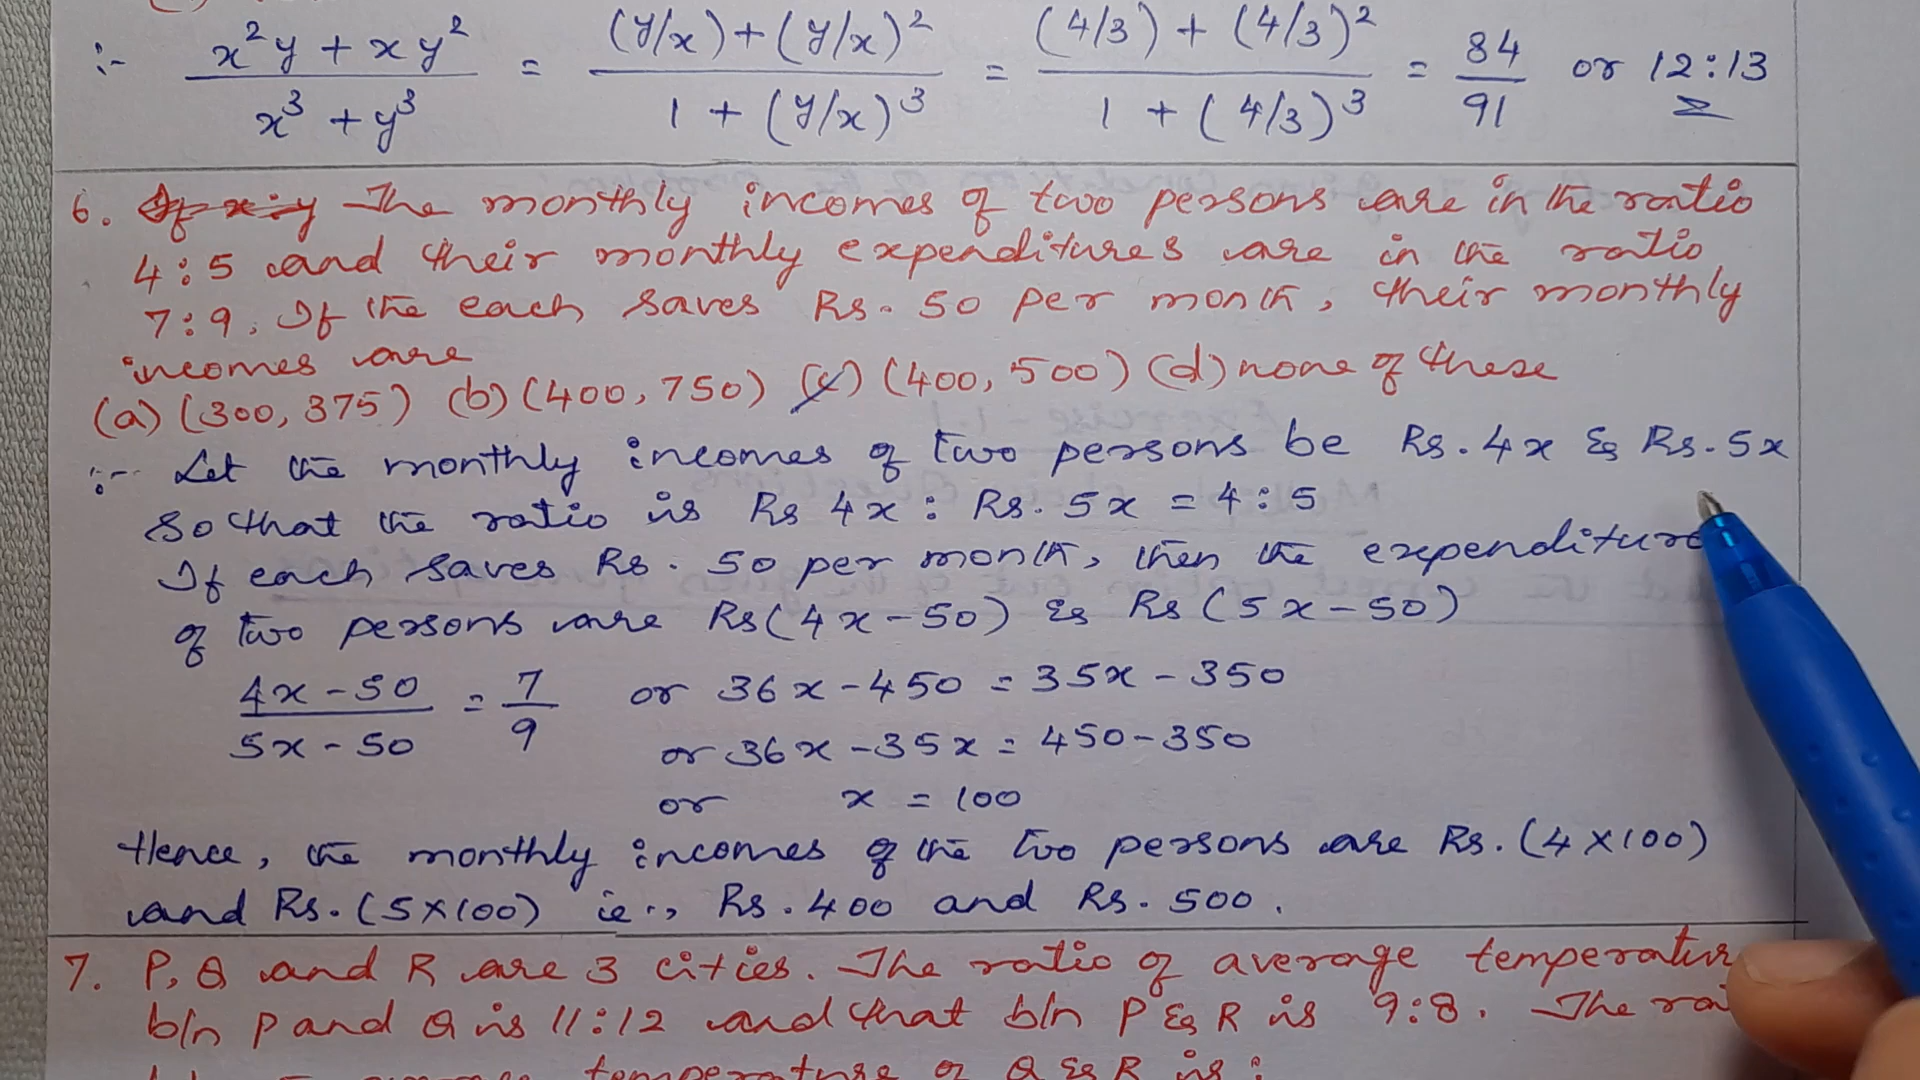 :- x²y + xy² / x³ + y³ = (y/x) + (y/x)² / 1 + (y/x)³ = (4/3) + (4/3)² / 1 + (4/3)³ = 84/91 or 12:13
6. If x:y The monthly incomes of two persons are in the ratio
4:5 and their monthly expenditures are in the ratio
7:9. If the each saves Rs. 50 per month, their monthly
incomes are
(a) (300, 375) (b) (400, 750) (c) (400, 500) (d) none of these
:- Let the monthly incomes of two persons be Rs. 4x & Rs. 5x
So that the ratio is Rs 4x : Rs. 5x = 4:5
If each saves Rs. 50 per month, then the expenditure
of two persons are Rs (4x-50) & Rs (5x-50)
4x-50 / 5x-50 = 7/9 or 36x-450 = 35x-350
or 36x-35x = 450-350
or x = 100
Hence, the monthly incomes of the two persons are Rs. (4×100)
and Rs. (5×100) ie., Rs. 400 and Rs. 500.
7. P, Q and R are 3 cities. The ratio of average temperatur
b/n P and Q is 11:12 and that b/n P & R is 9:8. The
temperature of Q & R is: